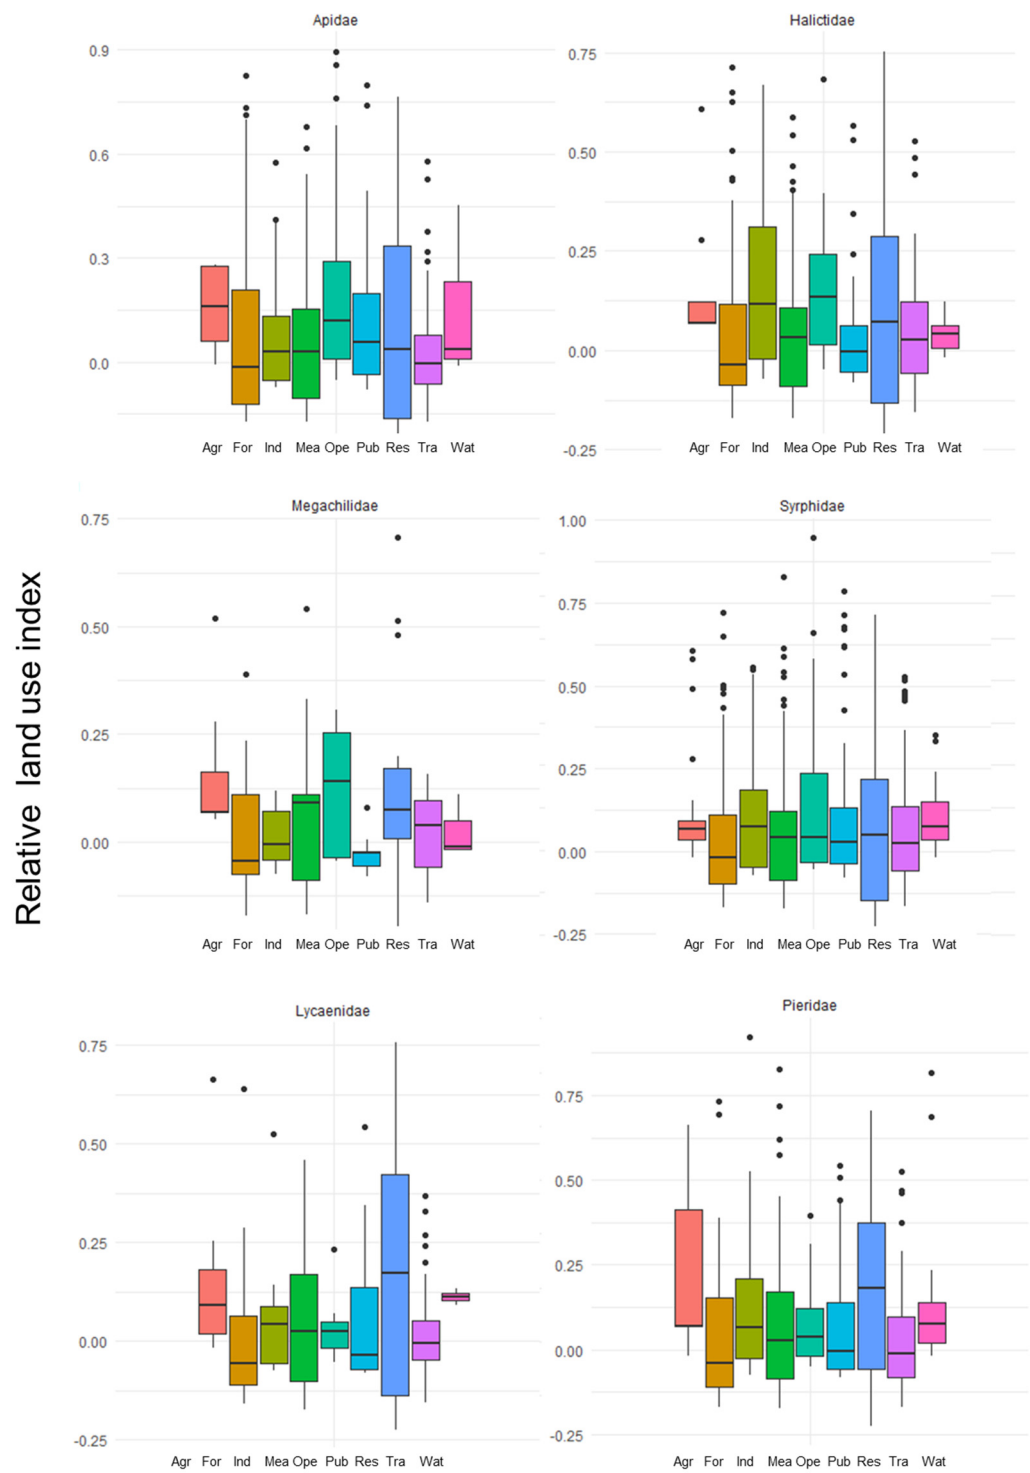 Apidae
0.9
0.6
0.3
0.0
Agr For Ind Mea Ope Pub Res Tra Wat
Halictidae
0.75
0.50
0.25
0.00
-0.25
Agr For Ind Mea Ope Pub Res Tra Wat
Relative land use index
Megachilidae
0.75
0.50
0.25
0.00
Agr For Ind Mea Ope Pub Res Tra Wat
Syrphidae
1.00
0.75
0.50
0.25
0.00
-0.25
Agr For Ind Mea Ope Pub Res Tra Wat
Lycaenidae
0.75
0.50
0.25
0.00
-0.25
Agr For Ind Mea Ope Pub Res Tra Wat
Pieridae
0.75
0.50
0.25
0.00
-0.25
Agr For Ind Mea Ope Pub Res Tra Wat